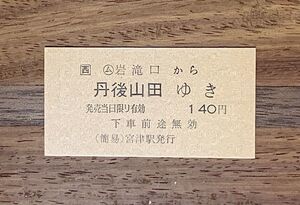 西 ㋰岩滝口 から
丹後山田 ゆき
発売当日限り有効 140円
下車前途無効
(簡易)宮津駅発行